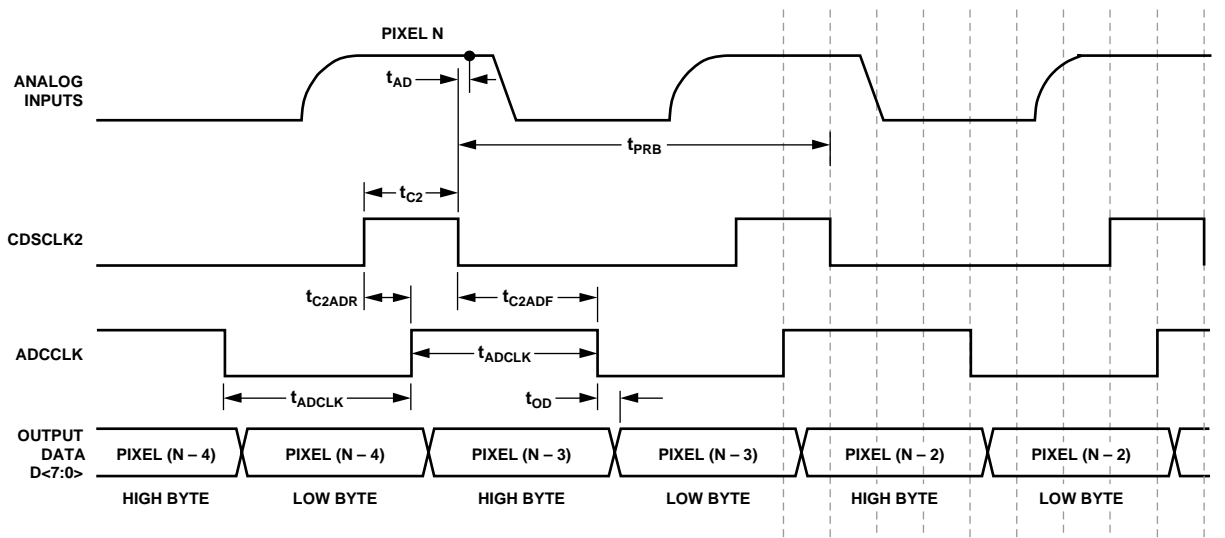 PIXEL N
ANALOG
INPUTS
tAD
tPRB
tC2
CDSCLK2
tC2ADR
tC2ADF
ADCCLK
tADCLK
tADCLK
tOD
OUTPUT
DATA
D<7:0>
PIXEL (N – 4)
PIXEL (N – 4)
PIXEL (N – 3)
PIXEL (N – 3)
PIXEL (N – 2)
PIXEL (N – 2)
HIGH BYTE
LOW BYTE
HIGH BYTE
LOW BYTE
HIGH BYTE
LOW BYTE